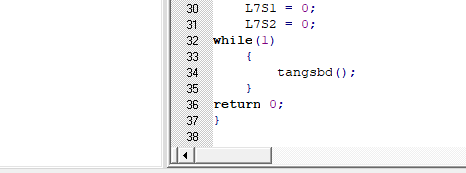 30 L7S1 = 0;
31 L7S2 = 0;
32 while(1)
33 {
34 tangsbd();
35 }
36 return 0;
37 }
38